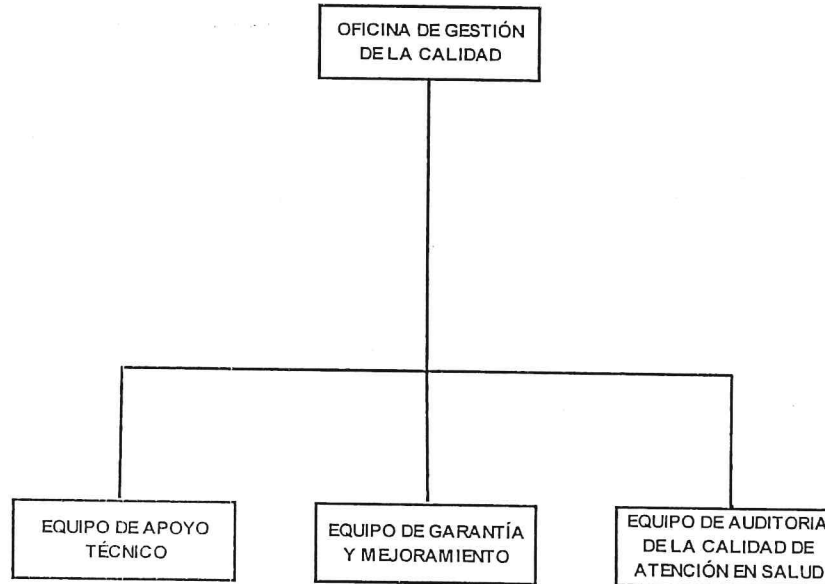 OFICINA DE GESTIÓN
DE LA CALIDAD
EQUIPO DE APOYO
TÉCNICO
EQUIPO DE GARANTÍA
Y MEJORAMIENTO
EQUIPO DE AUDITORIA
DE LA CALIDAD DE
ATENCIÓN EN SALUD